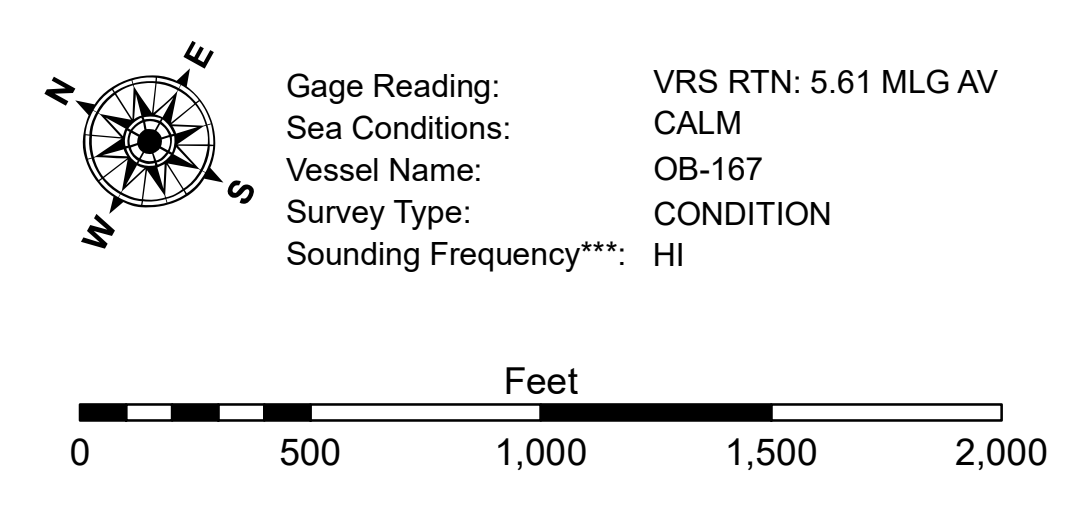 N
E
S
W
Gage Reading: VRS RTN: 5.61 MLG AV
Sea Conditions: CALM
Vessel Name: OB-167
Survey Type: CONDITION
Sounding Frequency***: HI
Feet
0 500 1,000 1,500 2,000